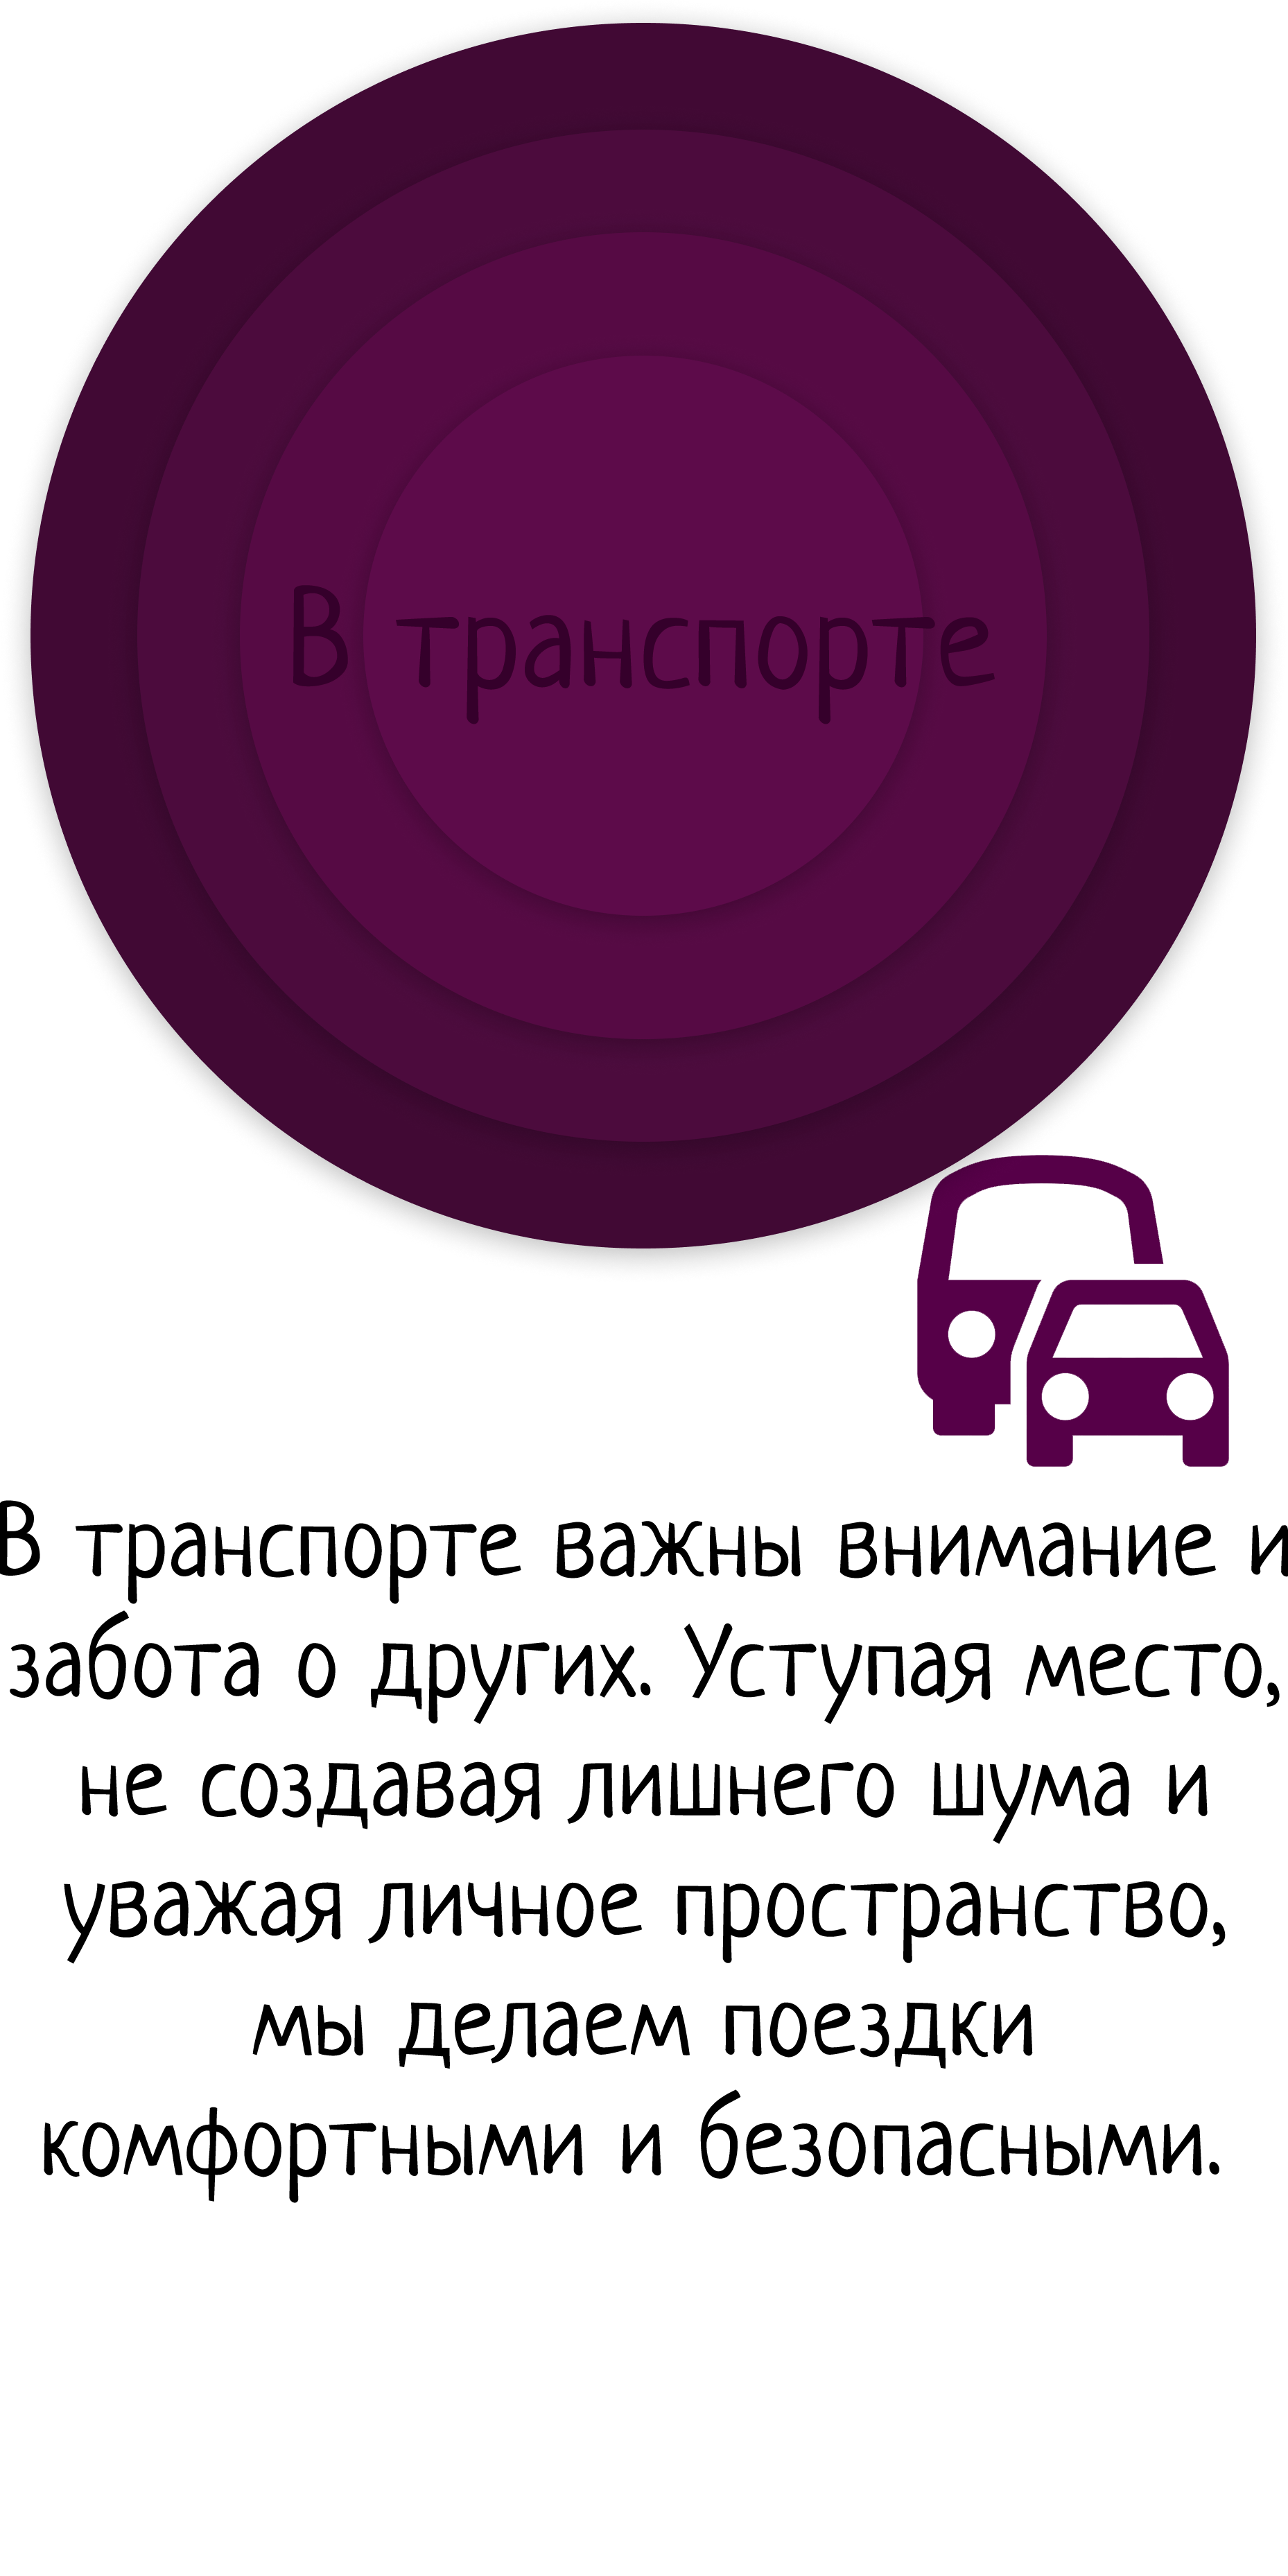 В транспорте
В транспорте важны внимание и
забота о других. Уступая место,
не создавая лишнего шума и
уважая личное пространство,
мы делаем поездки
комфортными и безопасными.